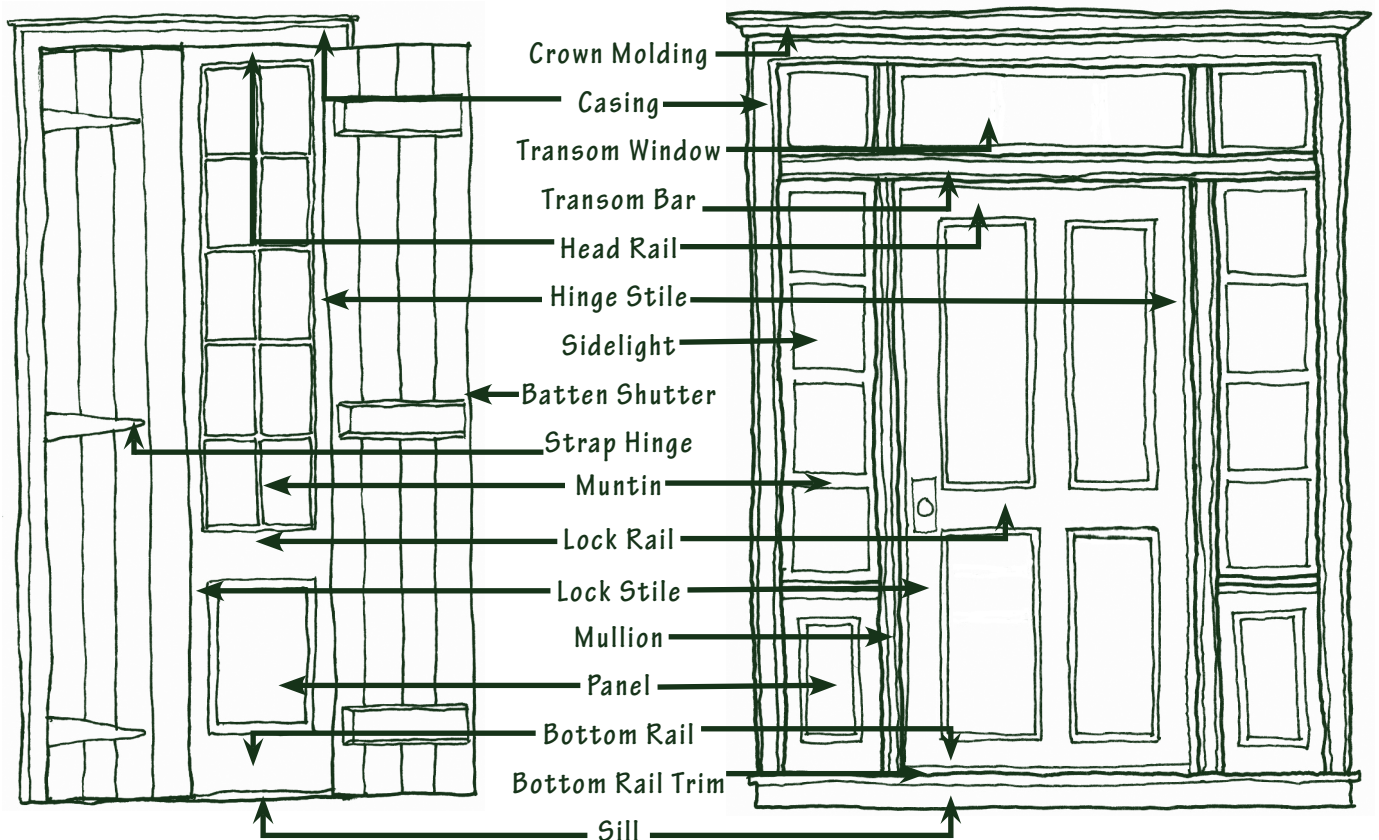 Crown Molding
Casing
Transom Window
Transom Bar
Head Rail
Hinge Stile
Sidelight
Batten Shutter
Strap Hinge
Muntin
Lock Rail
Lock Stile
Mullion
Panel
Bottom Rail
Bottom Rail Trim
Sill